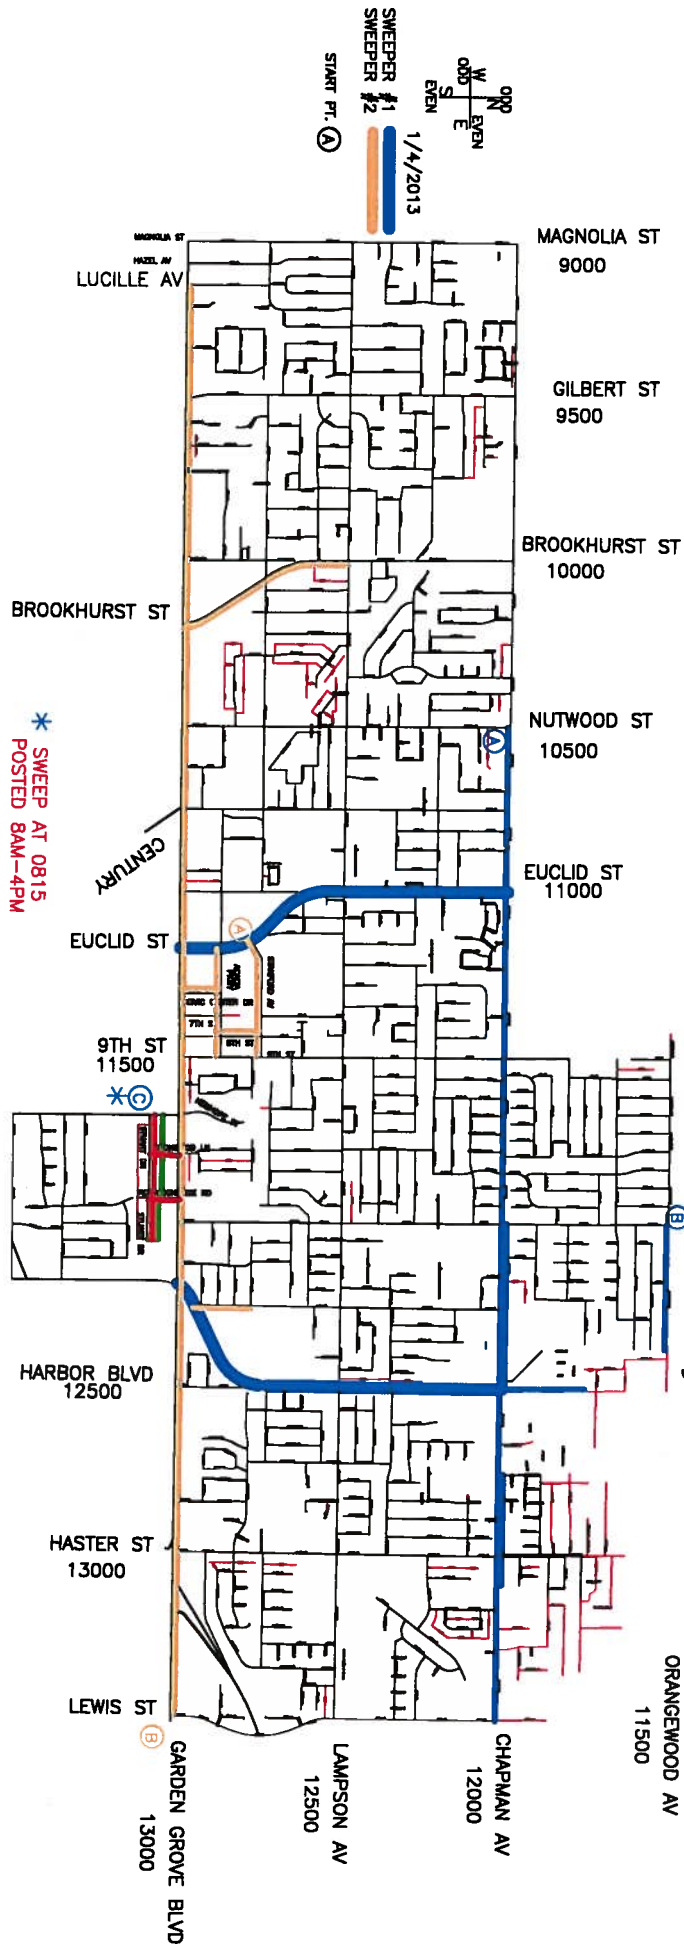 ODD
W
N
ODD
EVEN
S
E
EVEN
SWEEPER #1
SWEEPER #2
1/4/2013
START PT. A
MAGNOLIA ST
9000
MAGNOLIA ST
HAZEL AV
LUCILLE AV
GILBERT ST
9500
BROOKHURST ST
10000
BROOKHURST ST
NUTWOOD ST
10500
A
* SWEEP AT 0815
POSTED 8AM-4PM
CENTURY
EUCLID ST
11000
EUCLID ST
A
STANFORD AV
CIVIC CENTER DR
7TH S
8TH ST
9TH ST
9TH ST
11500
* C
B
HARBOR BLVD
12500
HASTER ST
13000
LEWIS ST
B
ORANGEWOOD AV
11500
CHAPMAN AV
12000
LAMPSON AV
12500
GARDEN GROVE BLVD
13000